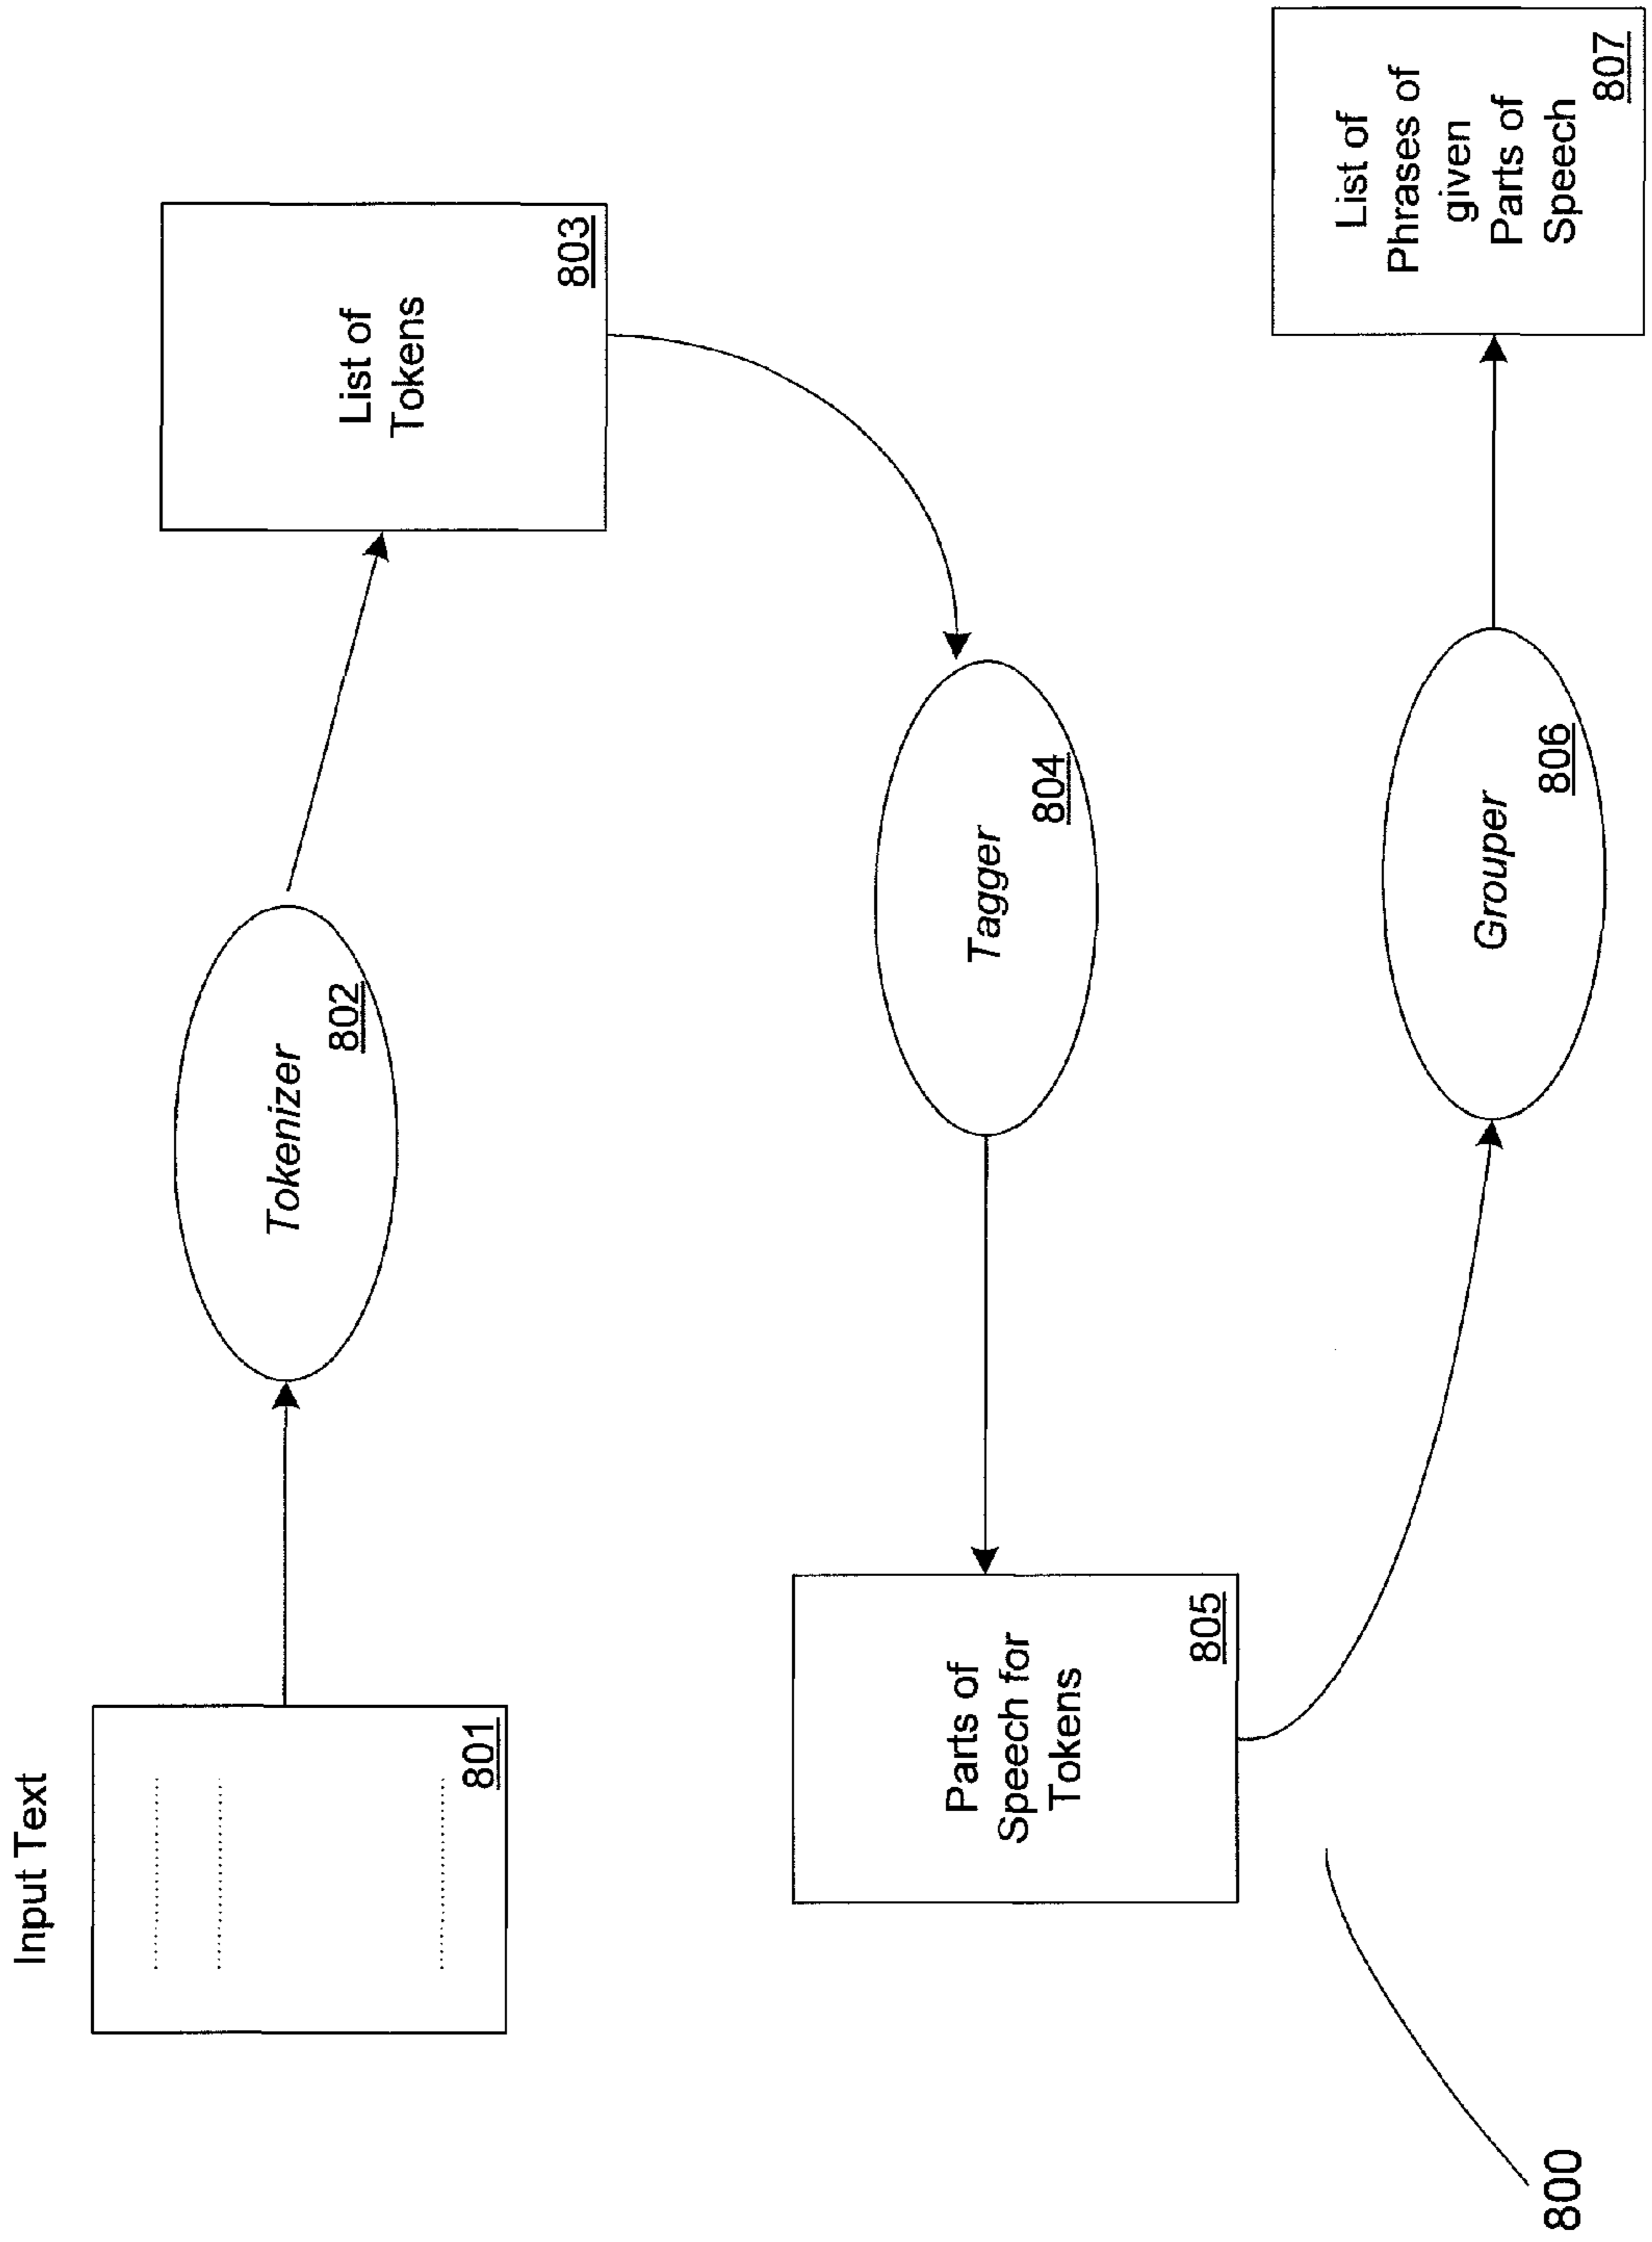 Input Text
801
Tokenizer
802
List of
Tokens
803
Tagger
804
Parts of
Speech for
Tokens
805
Grouper
806
List of
Phrases of
given
Parts of
Speech
807
800